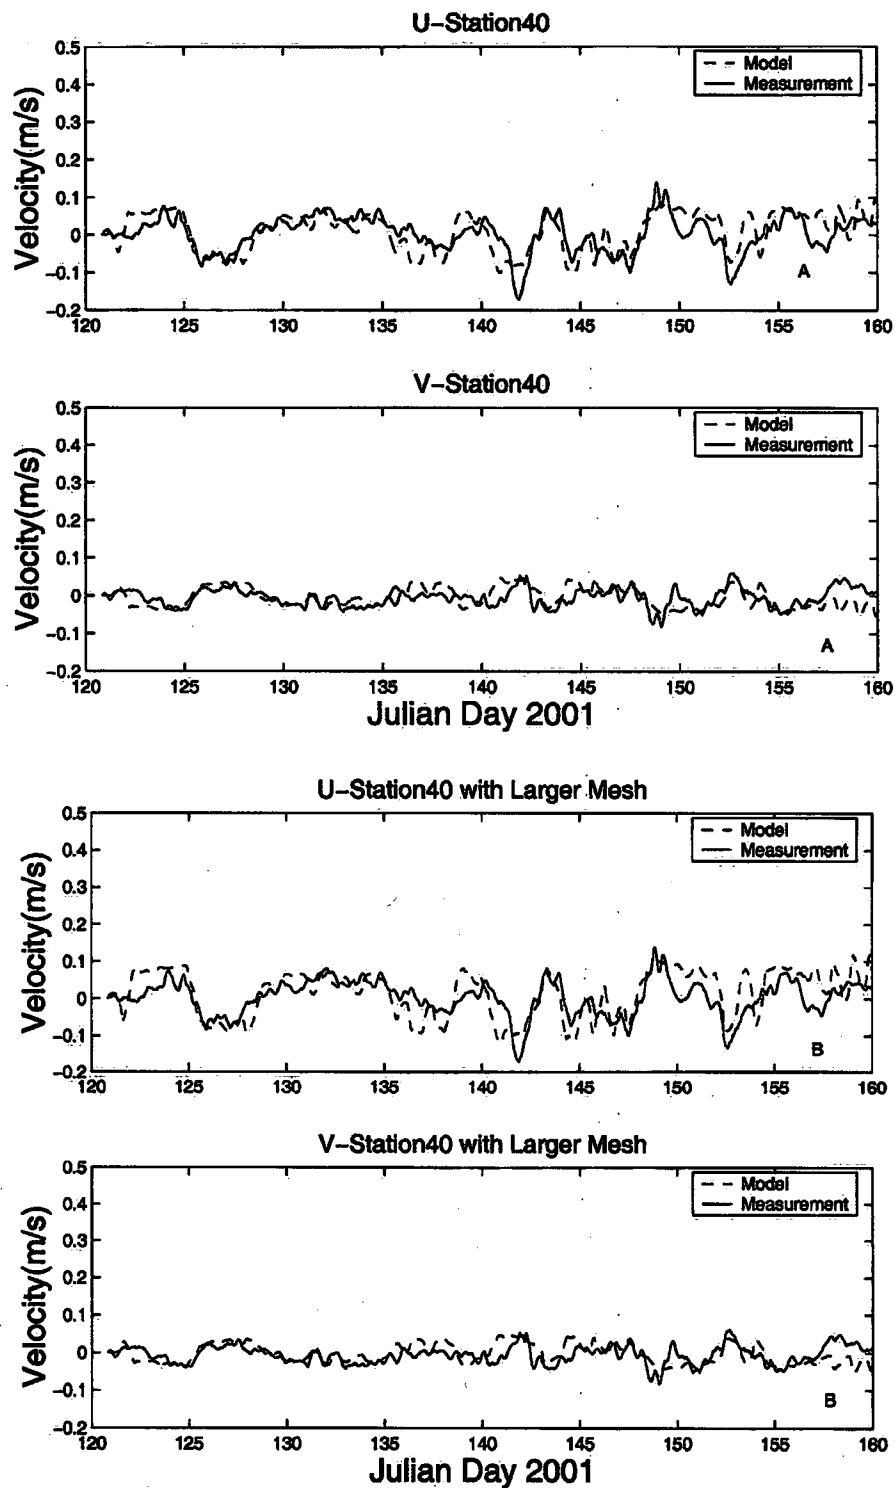 U-Station40
0.5
0.4
0.3
0.2
0.1
0
-0.1
-0.2
Velocity(m/s)
Model
Measurement
A
120 125 130 135 140 145 150 155 160
V-Station40
0.5
0.4
0.3
0.2
0.1
0
-0.1
-0.2
Velocity(m/s)
Model
Measurement
A
120 125 130 135 140 145 150 155 160
Julian Day 2001
U-Station40 with Larger Mesh
0.5
0.4
0.3
0.2
0.1
0
-0.1
-0.2
Velocity(m/s)
Model
Measurement
B
120 125 130 135 140 145 150 155 160
V-Station40 with Larger Mesh
0.5
0.4
0.3
0.2
0.1
0
-0.1
-0.2
Velocity(m/s)
Model
Measurement
B
120 125 130 135 140 145 150 155 160
Julian Day 2001